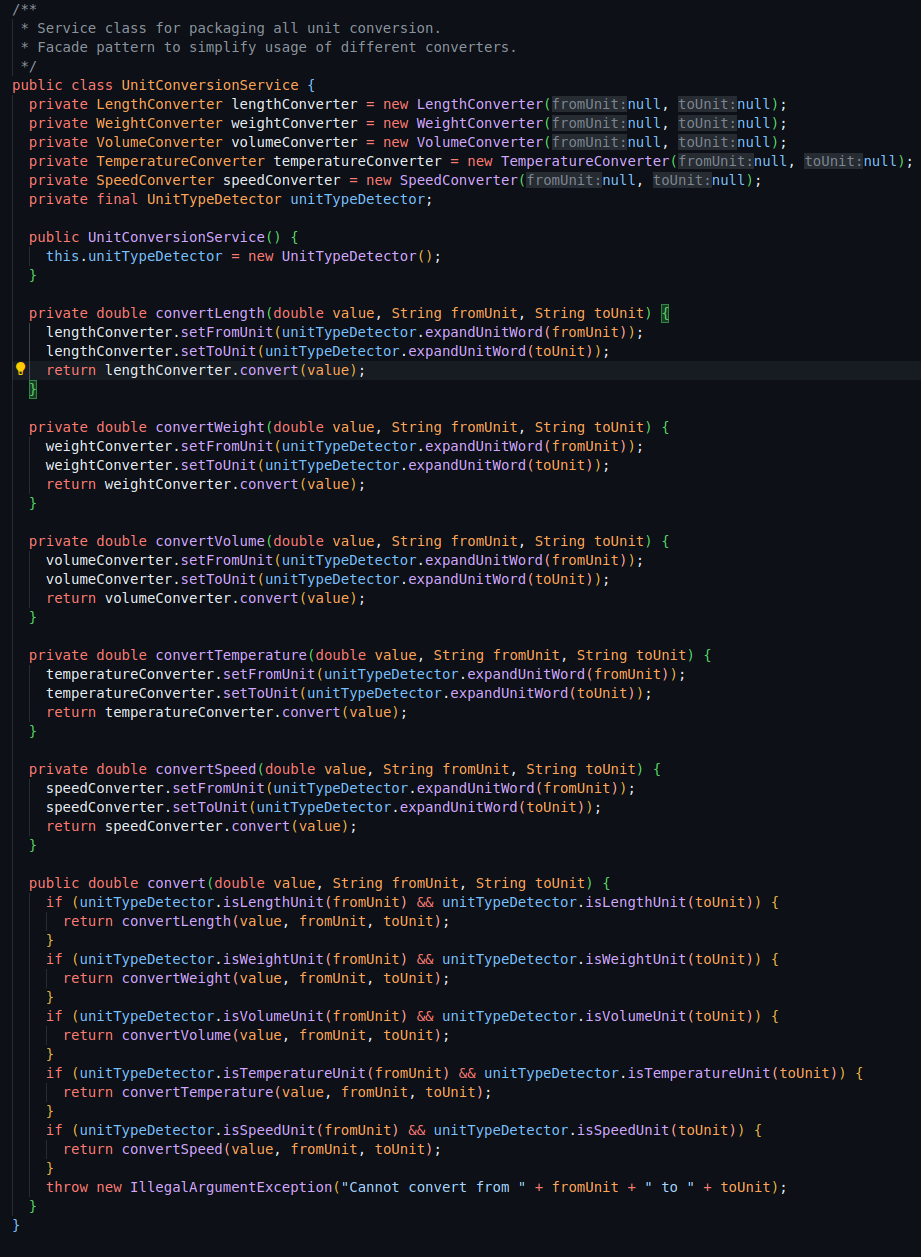 /**
 * Service class for packaging all unit conversion.
 * Facade pattern to simplify usage of different converters.
 */
public class UnitConversionService {
  private LengthConverter lengthConverter = new LengthConverter(fromUnit:null, toUnit:null);
  private WeightConverter weightConverter = new WeightConverter(fromUnit:null, toUnit:null);
  private VolumeConverter volumeConverter = new VolumeConverter(fromUnit:null, toUnit:null);
  private TemperatureConverter temperatureConverter = new TemperatureConverter(fromUnit:null, toUnit:null);
  private SpeedConverter speedConverter = new SpeedConverter(fromUnit:null, toUnit:null);
  private final UnitTypeDetector unitTypeDetector;

  public UnitConversionService() {
    this.unitTypeDetector = new UnitTypeDetector();
  }

  private double convertLength(double value, String fromUnit, String toUnit) {
    lengthConverter.setFromUnit(unitTypeDetector.expandUnitWord(fromUnit));
    lengthConverter.setToUnit(unitTypeDetector.expandUnitWord(toUnit));
    return lengthConverter.convert(value);
  }

  private double convertWeight(double value, String fromUnit, String toUnit) {
    weightConverter.setFromUnit(unitTypeDetector.expandUnitWord(fromUnit));
    weightConverter.setToUnit(unitTypeDetector.expandUnitWord(toUnit));
    return weightConverter.convert(value);
  }

  private double convertVolume(double value, String fromUnit, String toUnit) {
    volumeConverter.setFromUnit(unitTypeDetector.expandUnitWord(fromUnit));
    volumeConverter.setToUnit(unitTypeDetector.expandUnitWord(toUnit));
    return volumeConverter.convert(value);
  }

  private double convertTemperature(double value, String fromUnit, String toUnit) {
    temperatureConverter.setFromUnit(unitTypeDetector.expandUnitWord(fromUnit));
    temperatureConverter.setToUnit(unitTypeDetector.expandUnitWord(toUnit));
    return temperatureConverter.convert(value);
  }

  private double convertSpeed(double value, String fromUnit, String toUnit) {
    speedConverter.setFromUnit(unitTypeDetector.expandUnitWord(fromUnit));
    speedConverter.setToUnit(unitTypeDetector.expandUnitWord(toUnit));
    return speedConverter.convert(value);
  }

  public double convert(double value, String fromUnit, String toUnit) {
    if (unitTypeDetector.isLengthUnit(fromUnit) && unitTypeDetector.isLengthUnit(toUnit)) {
      return convertLength(value, fromUnit, toUnit);
    }
    if (unitTypeDetector.isWeightUnit(fromUnit) && unitTypeDetector.isWeightUnit(toUnit)) {
      return convertWeight(value, fromUnit, toUnit);
    }
    if (unitTypeDetector.isVolumeUnit(fromUnit) && unitTypeDetector.isVolumeUnit(toUnit)) {
      return convertVolume(value, fromUnit, toUnit);
    }
    if (unitTypeDetector.isTemperatureUnit(fromUnit) && unitTypeDetector.isTemperatureUnit(toUnit)) {
      return convertTemperature(value, fromUnit, toUnit);
    }
    if (unitTypeDetector.isSpeedUnit(fromUnit) && unitTypeDetector.isSpeedUnit(toUnit)) {
      return convertSpeed(value, fromUnit, toUnit);
    }
    throw new IllegalArgumentException("Cannot convert from " + fromUnit + " to " + toUnit);
  }
}